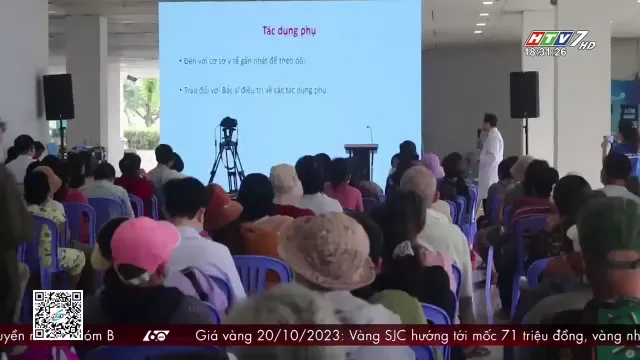 Tác dụng phụ
HTV7 HD
18:31:26
• Đến với cơ sở y tế gần nhất để theo dõi
• Trao đổi với Bác sĩ điều trị về các tác dụng phụ
óm B
60
Giá vàng 20/10/2023: Vàng SJC hướng tới mốc 71 triệu đồng, vàng